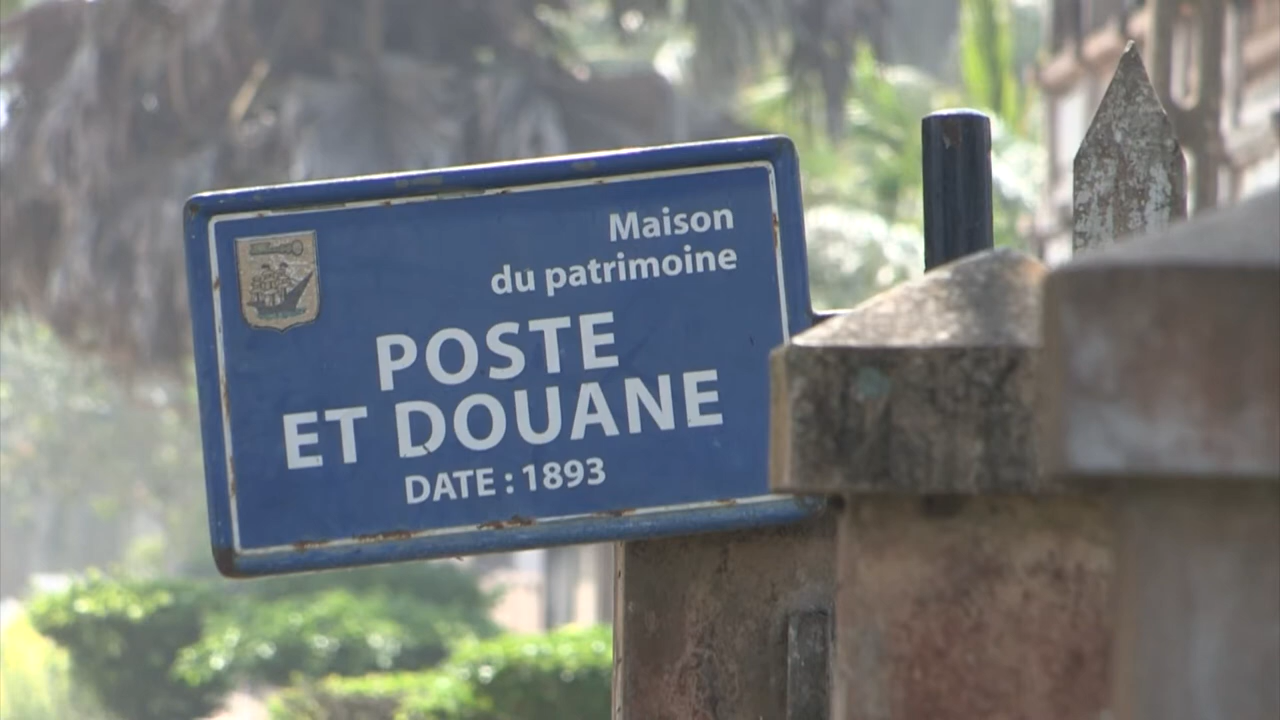 Maison
du patrimoine
POSTE
ET DOUANE
DATE : 1893